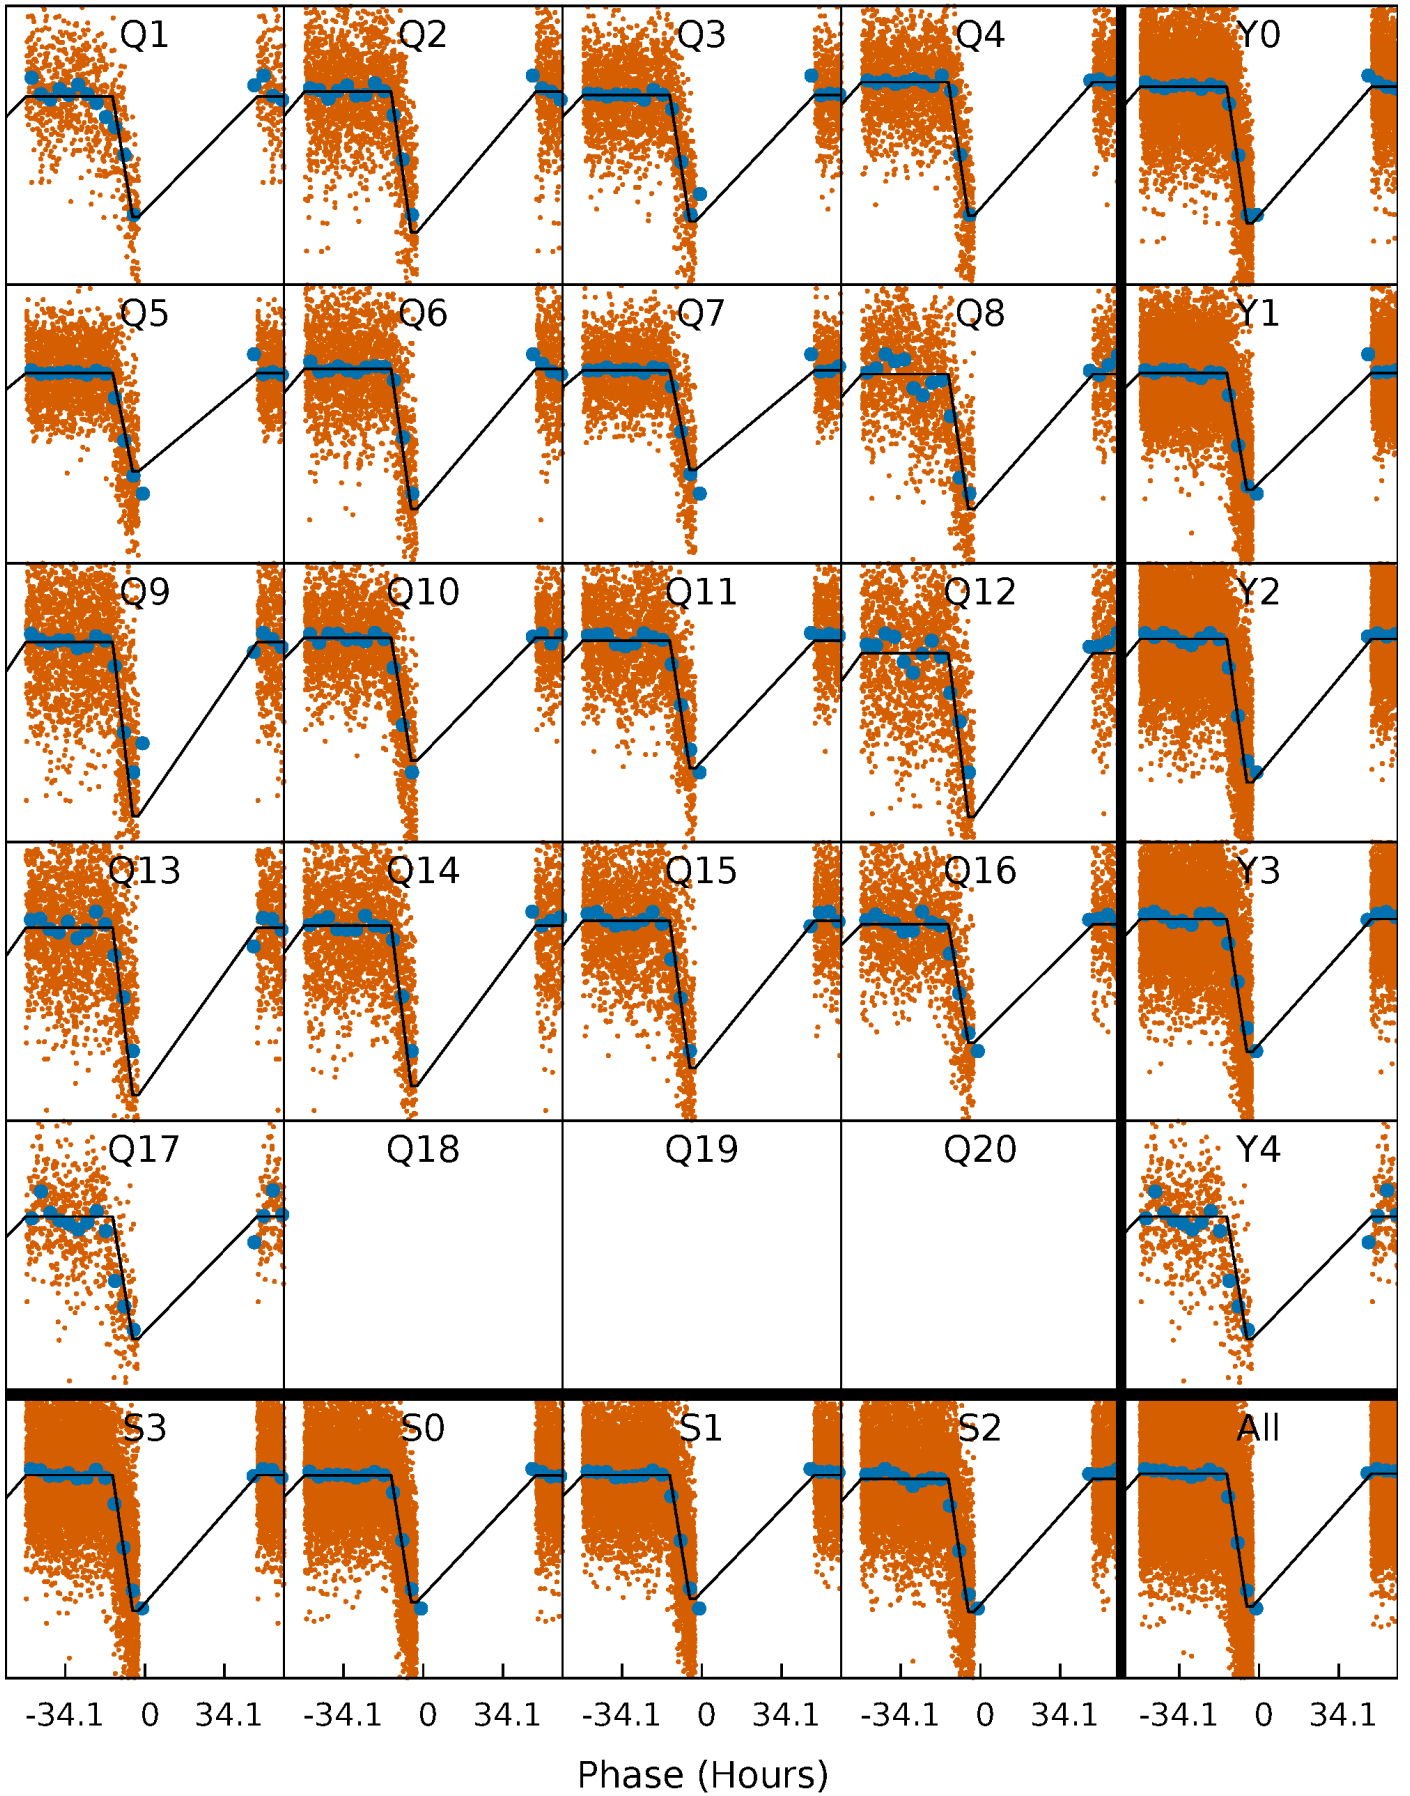 Q1 Q2 Q3 Q4 Y0
Q5 Q6 Q7 Q8 Y1
Q9 Q10 Q11 Q12 Y2
Q13 Q14 Q15 Q16 Y3
Q17 Q18 Q19 Q20 Y4
S3 S0 S1 S2 All
-34.1 0 34.1 -34.1 0 34.1 -34.1 0 34.1 -34.1 0 34.1 -34.1 0 34.1
Phase (Hours)